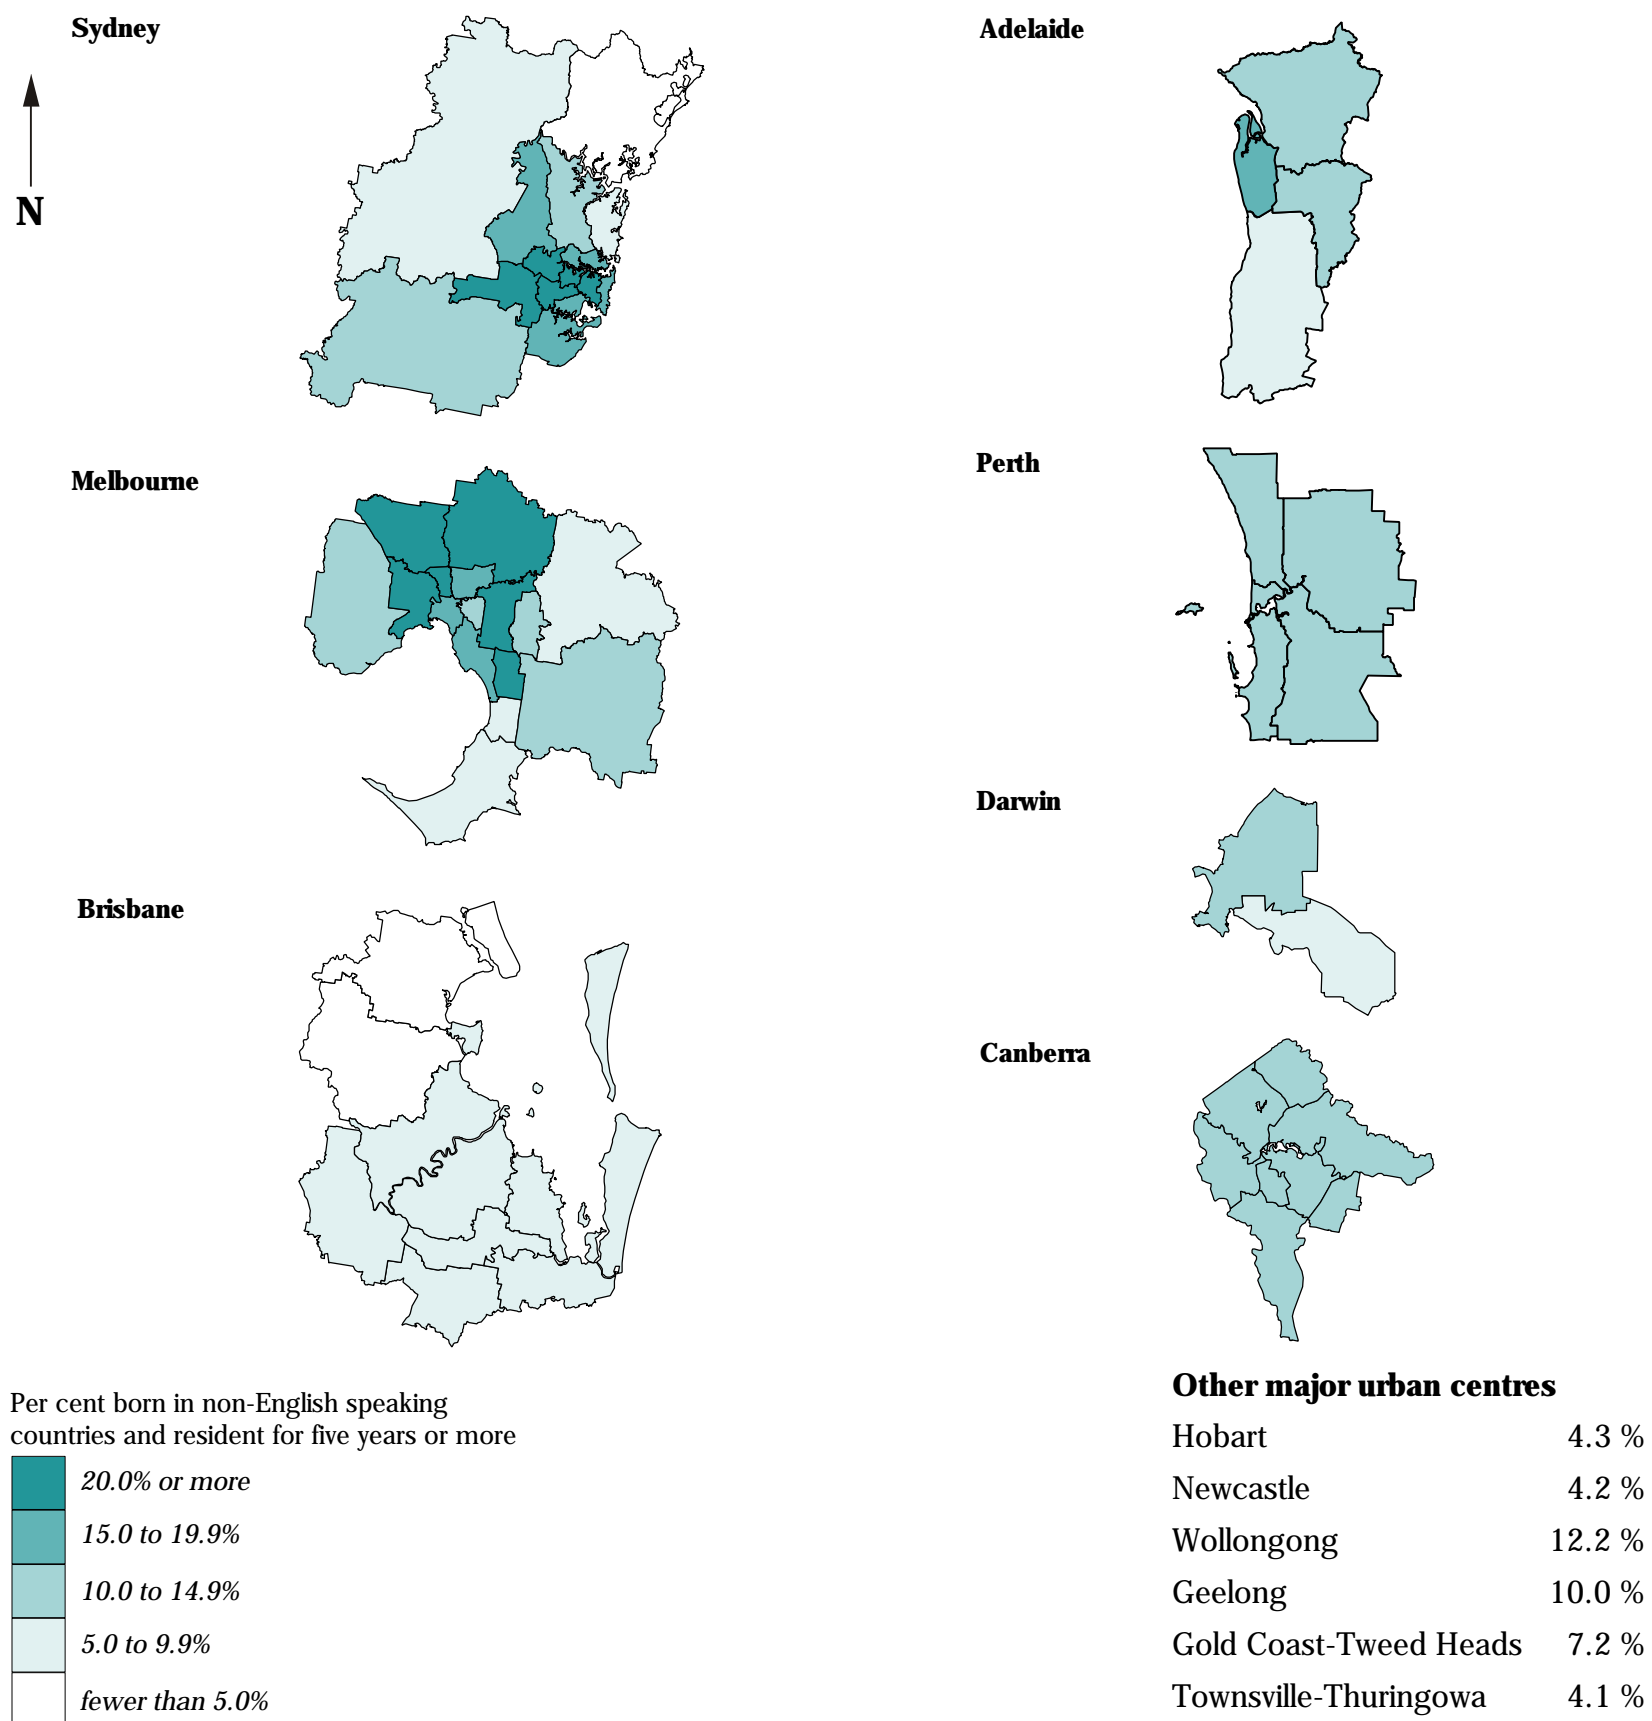 Sydney
Adelaide
N
Melbourne
Perth
Darwin
Brisbane
Canberra
Per cent born in non-English speaking
countries and resident for five years or more
20.0% or more
15.0 to 19.9%
10.0 to 14.9%
5.0 to 9.9%
fewer than 5.0%
Other major urban centres
Hobart 4.3 %
Newcastle 4.2 %
Wollongong 12.2 %
Geelong 10.0 %
Gold Coast-Tweed Heads 7.2 %
Townsville-Thuringowa 4.1 %